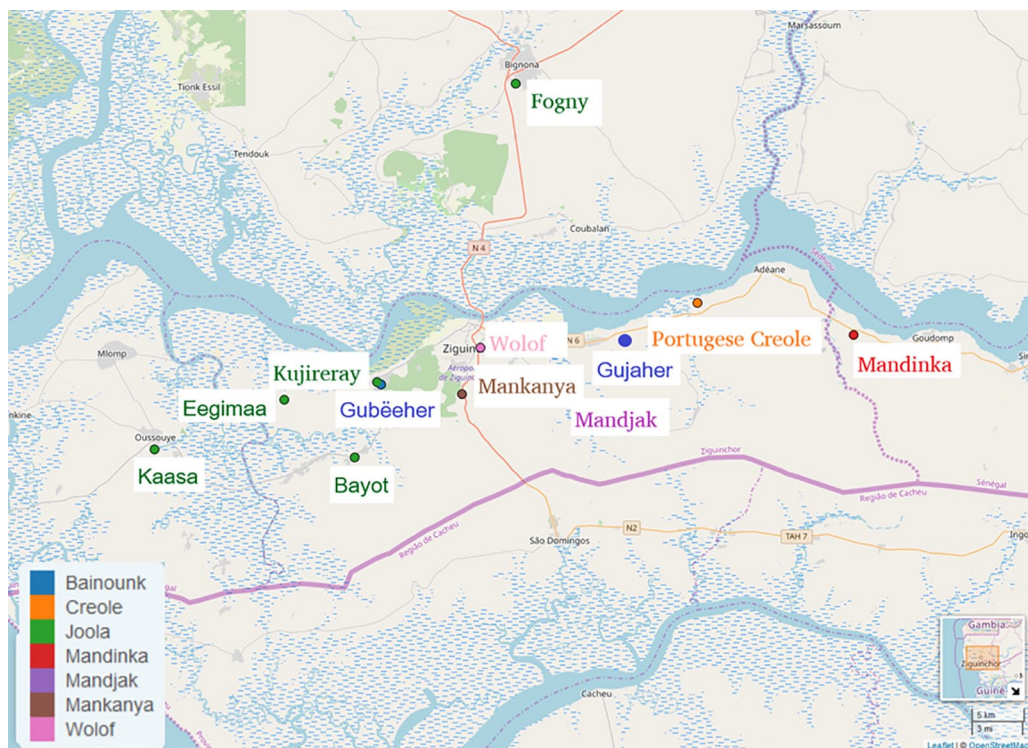 Marsassoum
Bignona
Tionk Essil
Fogny
Tendouk
Coubalan
N 4
Sédhiou
Adéane
N 6
Portugese Creole
Wolof
Ziguin
Gujaher
Goudomp
Mandinka
Mlomp
Kujireray
Mankanya
Eegimaa
Gubëeher
Mandjak
Oussouye
Kaasa
Bayot
Ziguinchor
Sénégal
Região de Cacheu
Região de Cacheu
N2
TAH 7
São Domingos
Bainounk
Creole
Joola
Mandinka
Mandjak
Mankanya
Wolof
Gambia
Ziguinchor
Guiné
Cacheu
5 km
3 mi
Leaflet | © OpenStreetMap